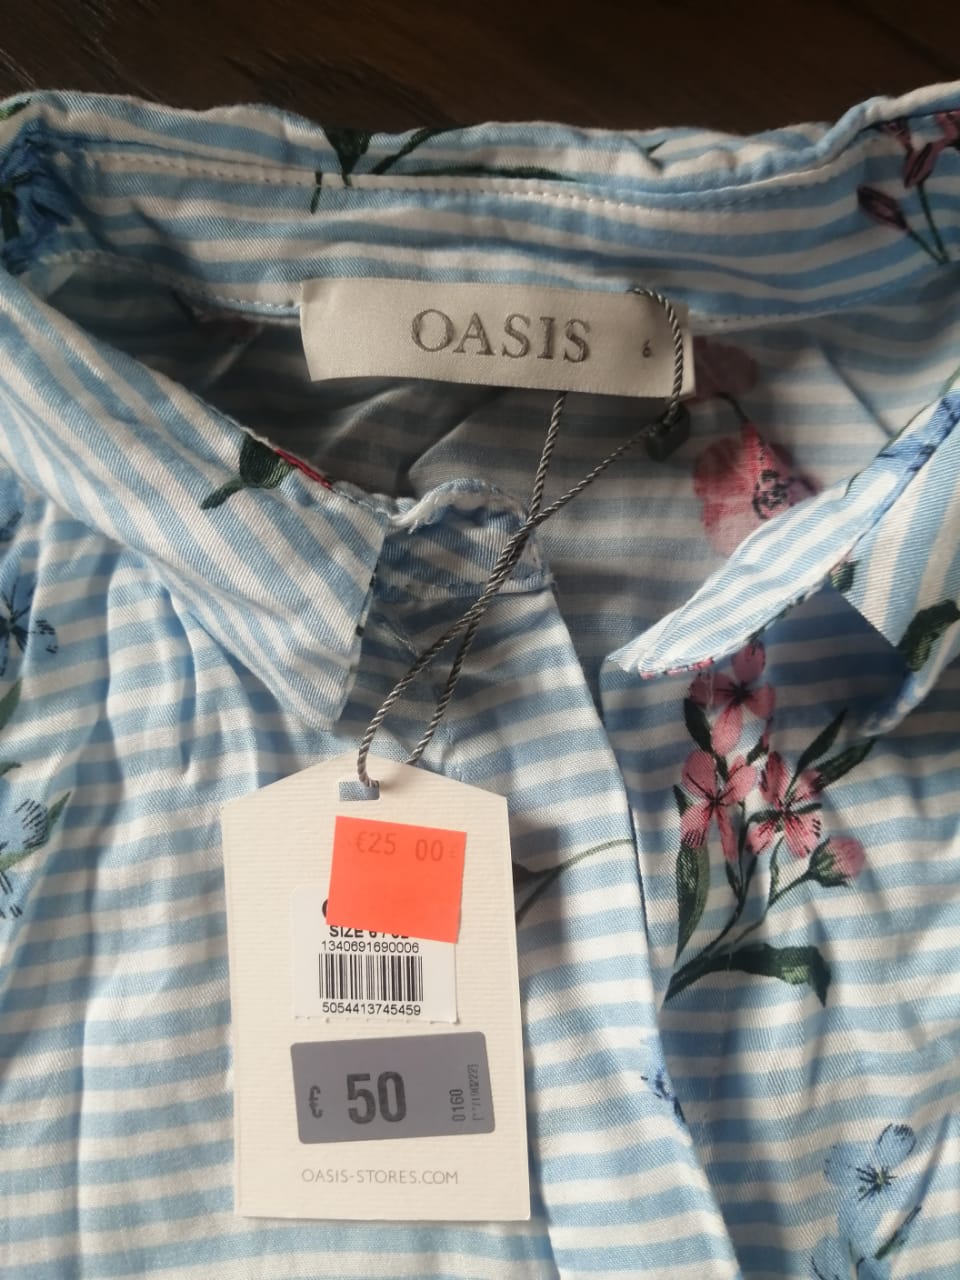 OASIS
6
€25 00
SIZE 6 /
1340691690006
5054413745459
€ 50
0160
OASIS-STORES.COM